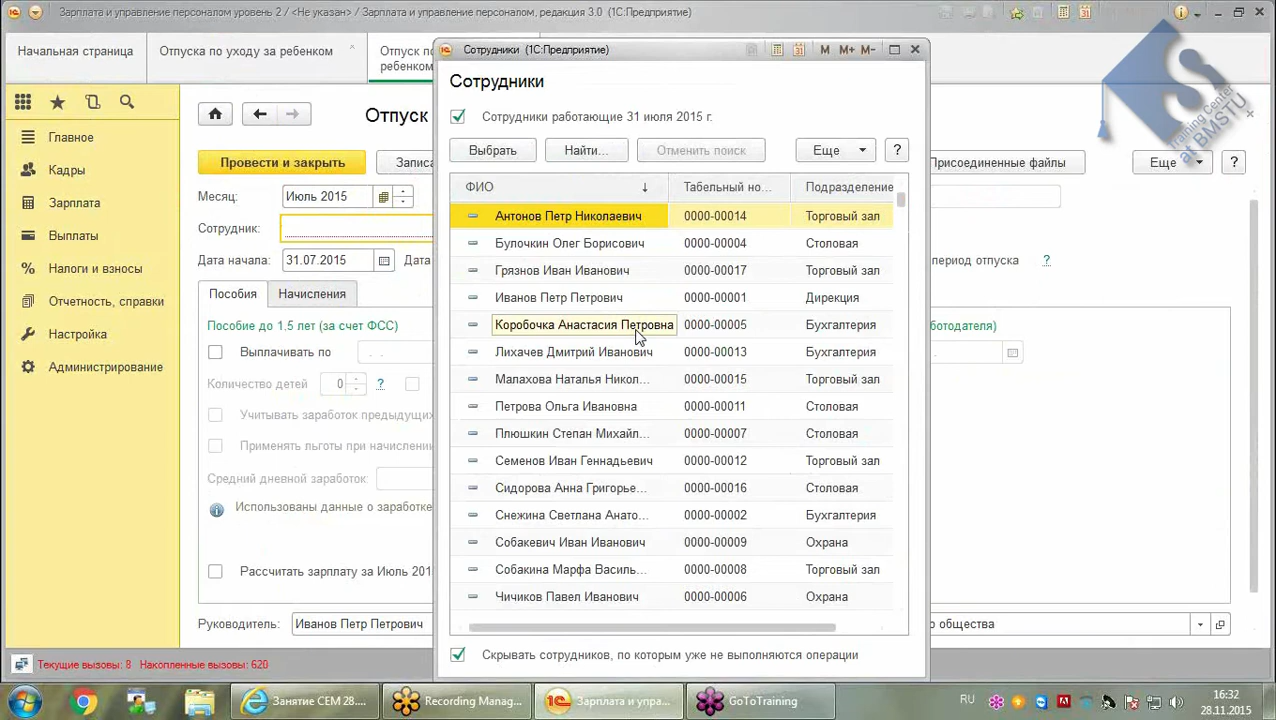 Зарплата и управление персоналом уровень 2 / <Не указан> / Зарплата и управление персоналом, редакция 3.0 (1С:Предприятие)
Начальная страница
Отпуска по уходу за ребенком
Отпуск по
ребенком
Сотрудники (1С:Предприятие)
M M+ M-
Training Center
at BMSTU
Сотрудники
Сотрудники работающие 31 июля 2015 г.
Выбрать
Найти...
Отменить поиск
Еще
?
Главное
Кадры
Зарплата
Выплаты
Налоги и взносы
Отчетность, справки
Настройка
Администрирование
Отпуск
Провести и закрыть
Записа
Присоединенные файлы
Еще
?
Месяц:
Июль 2015
Сотрудник:
Дата начала:
31.07.2015
Дата
период отпуска
?
Пособия
Начисления
Пособие до 1.5 лет (за счет ФСС)
ботодателя)
Выплачивать по
Количество детей
0
?
Учитывать заработок предыдущих
Применять льготы при начислении
Средний дневной заработок:
Использованы данные о заработке
Рассчитать зарплату за Июль 201
Руководитель:
Иванов Петр Петрович
о общества
ФИО
Табельный но...
Подразделение
Антонов Петр Николаевич 0000-00014 Торговый зал
Булочкин Олег Борисович 0000-00004 Столовая
Грязнов Иван Иванович 0000-00017 Торговый зал
Иванов Петр Петрович 0000-00001 Дирекция
Коробочка Анастасия Петровна 0000-00005 Бухгалтерия
Лихачев Дмитрий Иванович 0000-00013 Бухгалтерия
Малахова Наталья Никол... 0000-00015 Торговый зал
Петрова Ольга Ивановна 0000-00011 Столовая
Плюшкин Степан Михайл... 0000-00007 Столовая
Семенов Иван Геннадьевич 0000-00012 Торговый зал
Сидорова Анна Григорье... 0000-00016 Столовая
Снежина Светлана Анато... 0000-00002 Бухгалтерия
Собакевич Иван Иванович 0000-00009 Охрана
Собакина Марфа Василь... 0000-00008 Торговый зал
Чичиков Павел Иванович 0000-00006 Охрана
Скрывать сотрудников, по которым уже не выполняются операции
Текущие вызовы: 8 Накопленные вызовы: 620
Занятие СЕМ 28....
Recording Manag...
Зарплата и упра...
GoToTraining
RU
16:32
28.11.2015